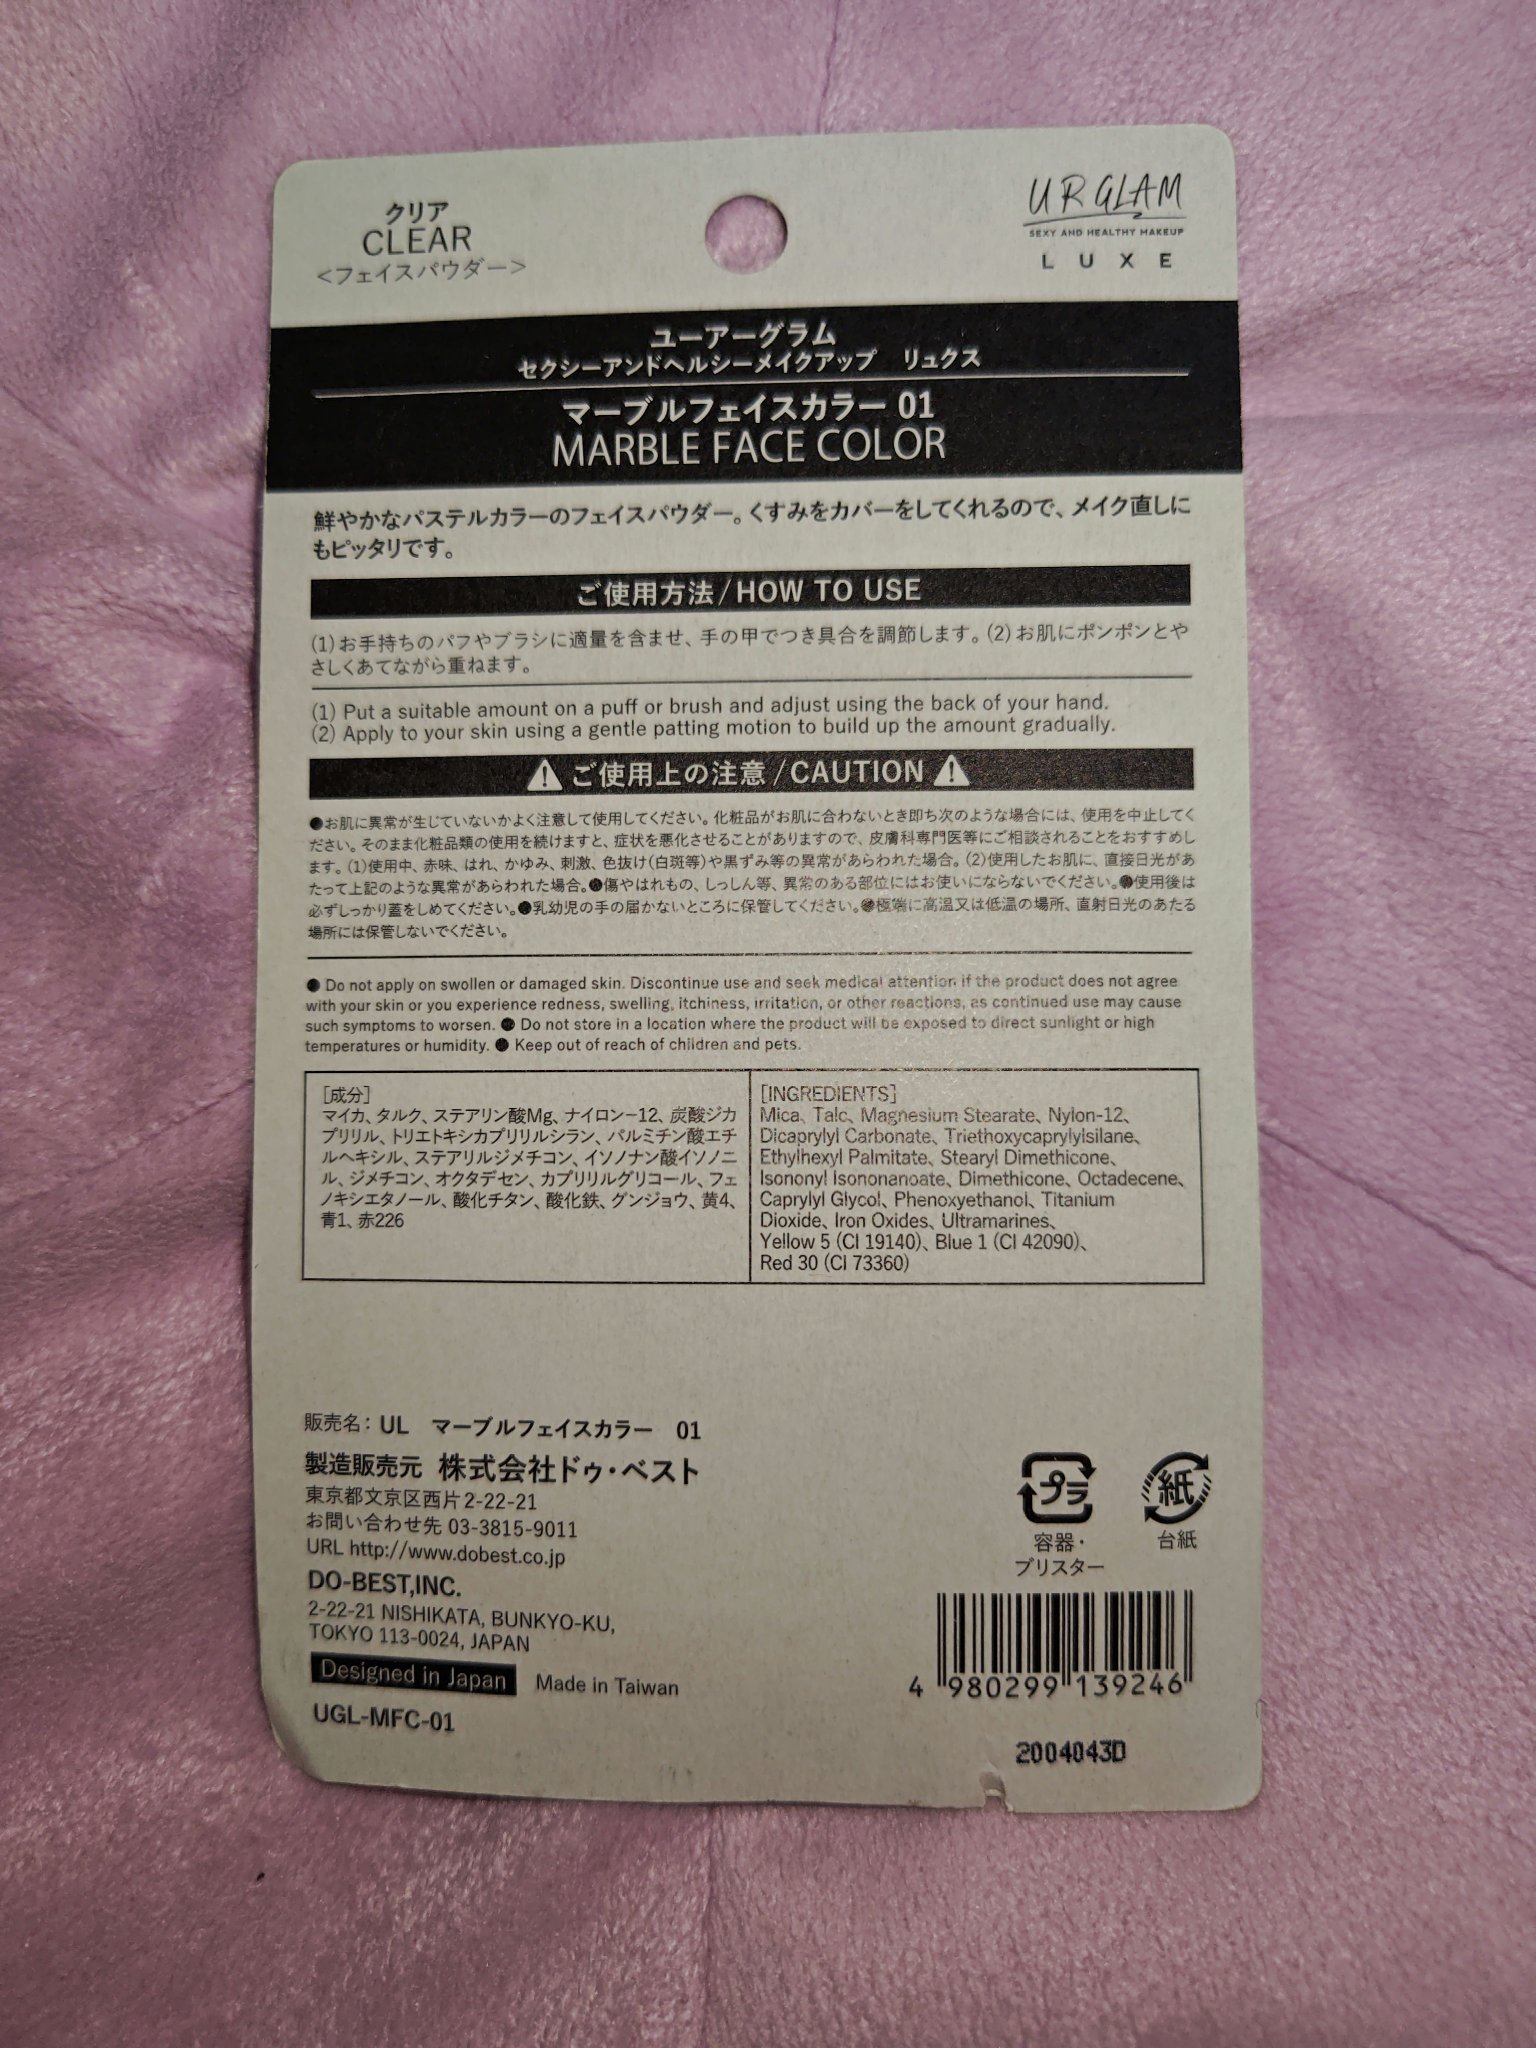 クリア
CLEAR
<フェイスパウダー>
URGLAM
SEXY AND HEALTHY MAKEUP
LUXE
ユーアーグラム
セクシーアンドヘルシーメイクアップ リュクス
マーブルフェイスカラー 01
MARBLE FACE COLOR
鮮やかなパステルカラーのフェイスパウダー。くすみをカバーをしてくれるので、メイク直しに
もピッタリです。
ご使用方法/HOW TO USE
(1)お手持ちのパフやブラシに適量を含ませ、手の甲でつき具合を調節します。(2)お肌にポンポンとや
さしくあてながら重ねます。
(1) Put a suitable amount on a puff or brush and adjust using the back of your hand.
(2) Apply to your skin using a gentle patting motion to build up the amount gradually.
⚠ご使用上の注意/CAUTION⚠
●お肌に異常が生じていないかよく注意して使用してください。化粧品がお肌に合わないとき即ち次のような場合には、使用を中止してく
ださい。そのまま化粧品類の使用を続けますと、症状を悪化させることがありますので、皮膚科専門医等にご相談されることをおすすめし
ます。(1)使用中、赤味、はれ、かゆみ、刺激、色抜け(白斑等)や黒ずみ等の異常があらわれた場合。(2)使用したお肌に、直接日光があ
たって上記のような異常があらわれた場合。●傷やはれもの、しっしん等、異常のある部位にはお使いにならないでください。●使用後は
必ずしっかり蓋をしめてください。●乳幼児の手の届かないところに保管してください。●極端に高温又は低温の場所、直射日光のあたる
場所には保管しないでください。
● Do not apply on swollen or damaged skin. Discontinue use and seek medical attention if the product does not agree
with your skin or you experience redness, swelling, itchiness, irritation, or other reactions, as continued use may cause
such symptoms to worsen. ● Do not store in a location where the product will be exposed to direct sunlight or high
temperatures or humidity. ● Keep out of reach of children and pets.
[成分]
マイカ、タルク、ステアリン酸Mg、ナイロン-12、炭酸ジカ
プリリル、トリエトキシカプリリルシラン、パルミチン酸エチ
ルヘキシル、ステアリルジメチコン、イソノナン酸イソノニ
ル、ジメチコン、オクタデセン、カプリリルグリコール、フェ
ノキシエタノール、酸化チタン、酸化鉄、グンジョウ、黄4、
青1、赤226
[INGREDIENTS]
Mica、Talc、Magnesium Stearate、Nylon-12、
Dicaprylyl Carbonate、Triethoxycaprylylsilane、
Ethylhexyl Palmitate、Stearyl Dimethicone、
Isononyl Isononanoate、Dimethicone、Octadecene、
Caprylyl Glycol、Phenoxyethanol、Titanium
Dioxide、Iron Oxides、Ultramarines、
Yellow 5 (CI 19140)、Blue 1 (CI 42090)、
Red 30 (CI 73360)
販売名：UL マーブルフェイスカラー 01
製造販売元 株式会社ドゥ・ベスト
東京都文京区西片2-22-21
お問い合わせ先 03-3815-9011
URL http://www.dobest.co.jp
DO-BEST,INC.
2-22-21 NISHIKATA, BUNKYO-KU,
TOKYO 113-0024, JAPAN
Designed in Japan Made in Taiwan
UGL-MFC-01
プラ
容器・
ブリスター
紙
台紙
4 980299 139246
2004043D